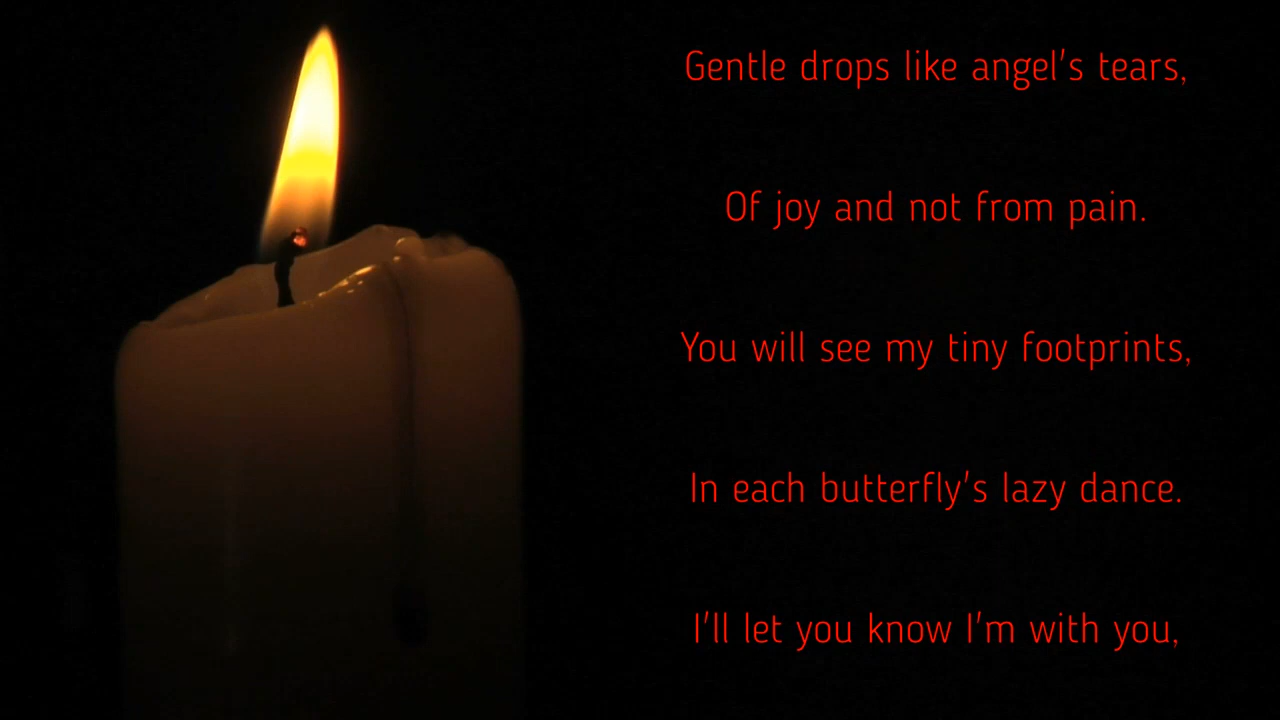 Gentle drops like angel's tears,
Of joy and not from pain.
You will see my tiny footprints,
In each butterfly's lazy dance.
I'll let you know I'm with you,